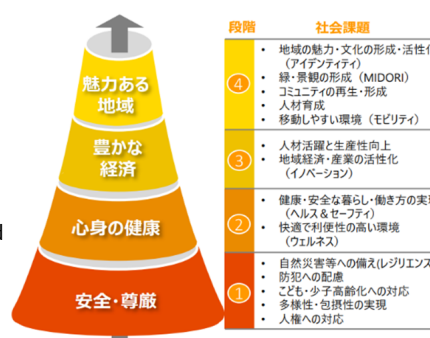 段階 社会課題
魅力ある
地域
④
• 地域の魅力・文化の形成・活性化
(アイデンティティ)
• 緑・景観の形成(MIDORI)
• コミュニティの再生・形成
• 人材育成
• 移動しやすい環境(モビリティ)
豊かな
経済
③
• 人材活躍と生産性向上
• 地域経済・産業の活性化
(イノベーション)
心身の健康
②
• 健康・安全な暮らし・働き方の実
(ヘルス&セーフティ)
• 快適で利便性の高い環境
(ウェルネス)
安全・尊厳
①
• 自然災害等への備え(レジリエンス
• 防犯への配慮
• こども・少子高齢化への対応
• 多様性・包摂性の実現
• 人権への対応